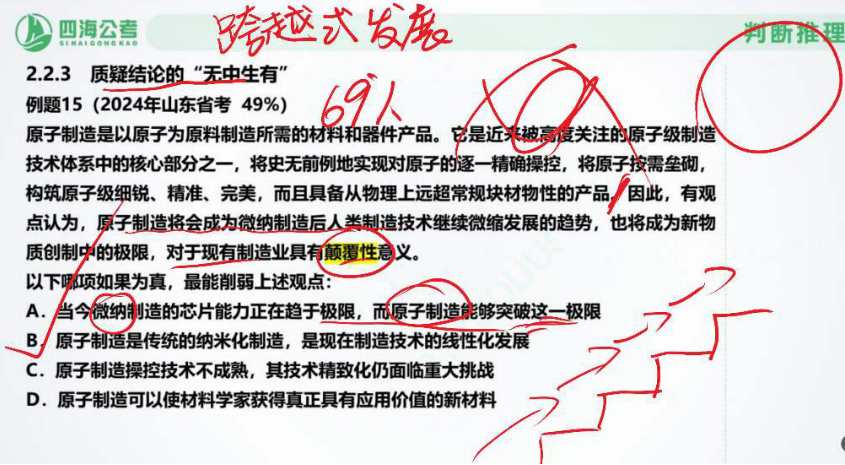 四海公考
SIHAIGONGKAO
跨越式发展
判断推理
2.2.3 质疑结论的“无中生有”
例题15（2024年山东省考 49%）
69人
原子制造是以原子为原料制造所需的材料和器件产品。它是近来被高度关注的原子级制造
技术体系中的核心部分之一，将史无前例地实现对原子的逐一精确操控，将原子按需垒砌，
构筑原子级细锐、精准、完美，而且具备从物理上远超常规块材物性的产品。因此，有观
点认为，原子制造将会成为微纳制造后人类制造技术继续微缩发展的趋势，也将成为新物
质创制中的极限，对于现有制造业具有颠覆性意义。
以下哪项如果为真，最能削弱上述观点：
A．当今微纳制造的芯片能力正在趋于极限，而原子制造能够突破这一极限
B．原子制造是传统的纳米化制造，是现在制造技术的线性化发展
C．原子制造操控技术不成熟，其技术精致化仍面临重大挑战
D．原子制造可以使材料学家获得真正具有应用价值的新材料